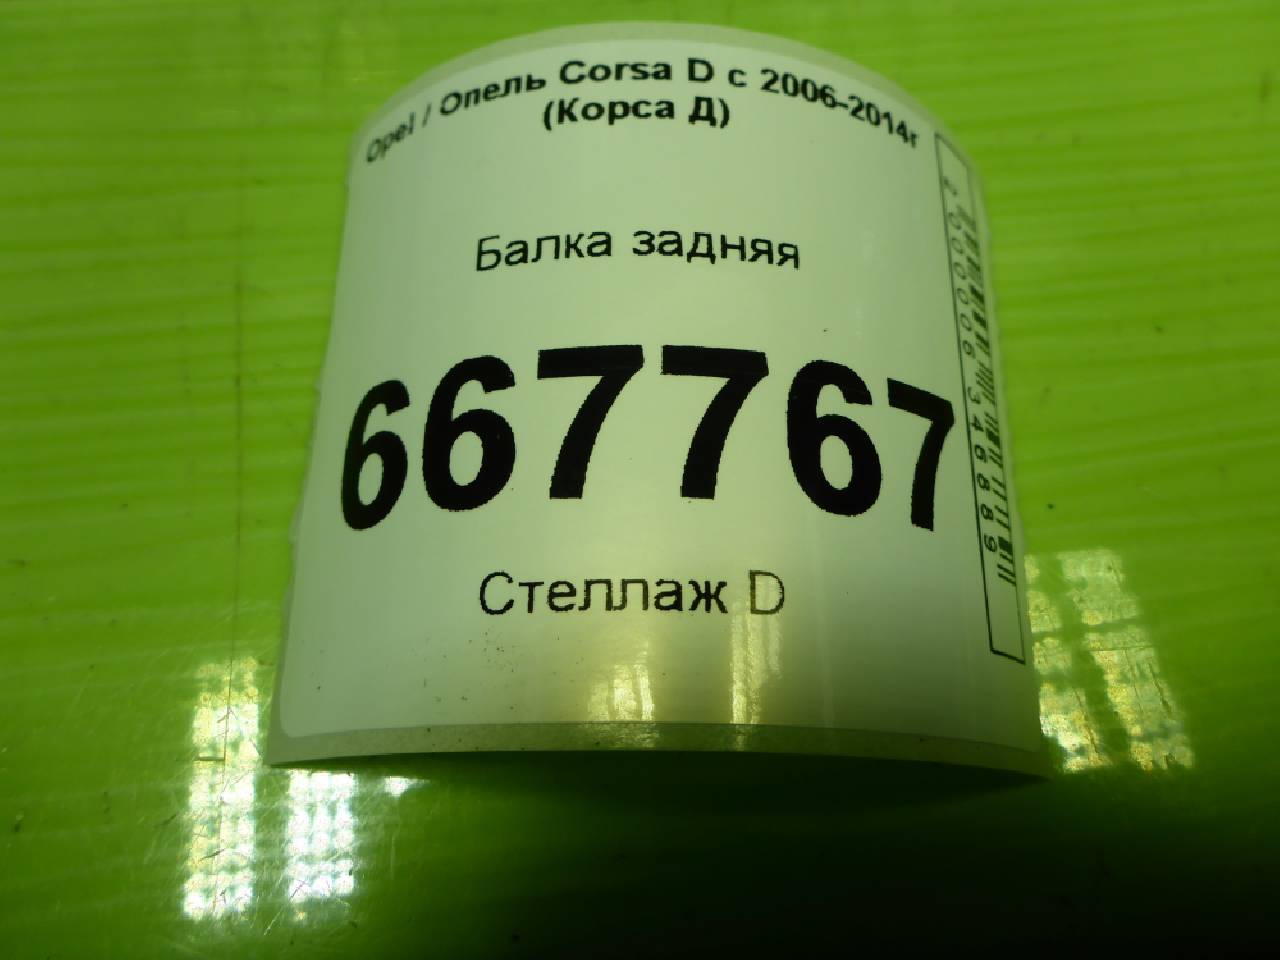 Opel / Опель Corsa D с 2006-2014г
(Корса Д)
Балка задняя
667767
Стеллаж D
2000006346889